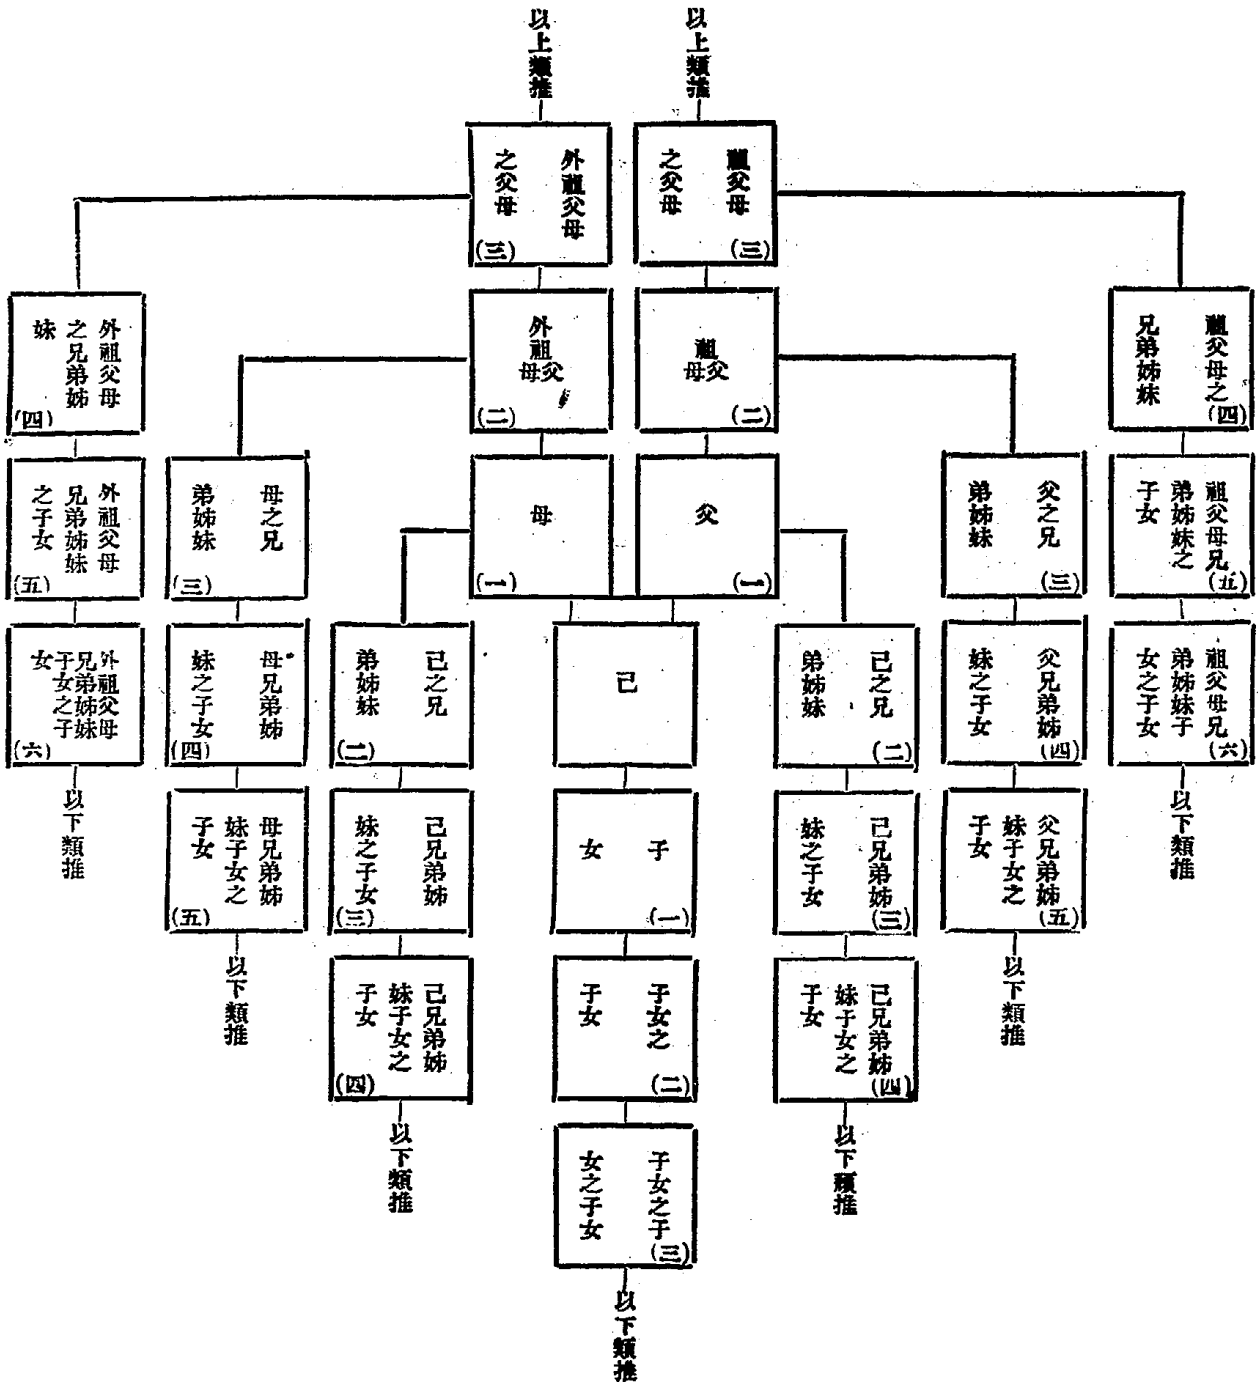 以上類推
祖父母
之父母
(三)
祖
父母
(二)
父
(一)
以上類推
外祖父母
之父母
(三)
外
祖
父母
(二)
母
(一)
祖父母之
兄弟姊妹
(四)
祖父母兄
弟姊妹之
子女
(五)
祖父母兄
弟姊妹子
女之子女
(六)
以下類推
父之兄
弟姊妹
(三)
父兄弟姊
妹之子女
(四)
父兄弟姊
妹子女之
子女
(五)
以下類推
己之兄
弟姊妹
(二)
己兄弟姊
妹之子女
(三)
己兄弟姊
妹子女之
子女
(四)
以下類推
己
子
女
(一)
子女之
子女
(二)
子女之子
女之子女
(三)
以下類推
己之兄
弟姊妹
(二)
己兄弟姊
妹之子女
(三)
己兄弟姊
妹子女之
子女
(四)
以下類推
母之兄
弟姊妹
(三)
母兄弟姊
妹之子女
(四)
母兄弟姊
妹子女之
子女
(五)
以下類推
外祖父母
之兄弟姊
妹
(四)
外祖父母
兄弟姊妹
之子女
(五)
外祖父母
兄弟姊妹
子女之子
女
(六)
以下類推